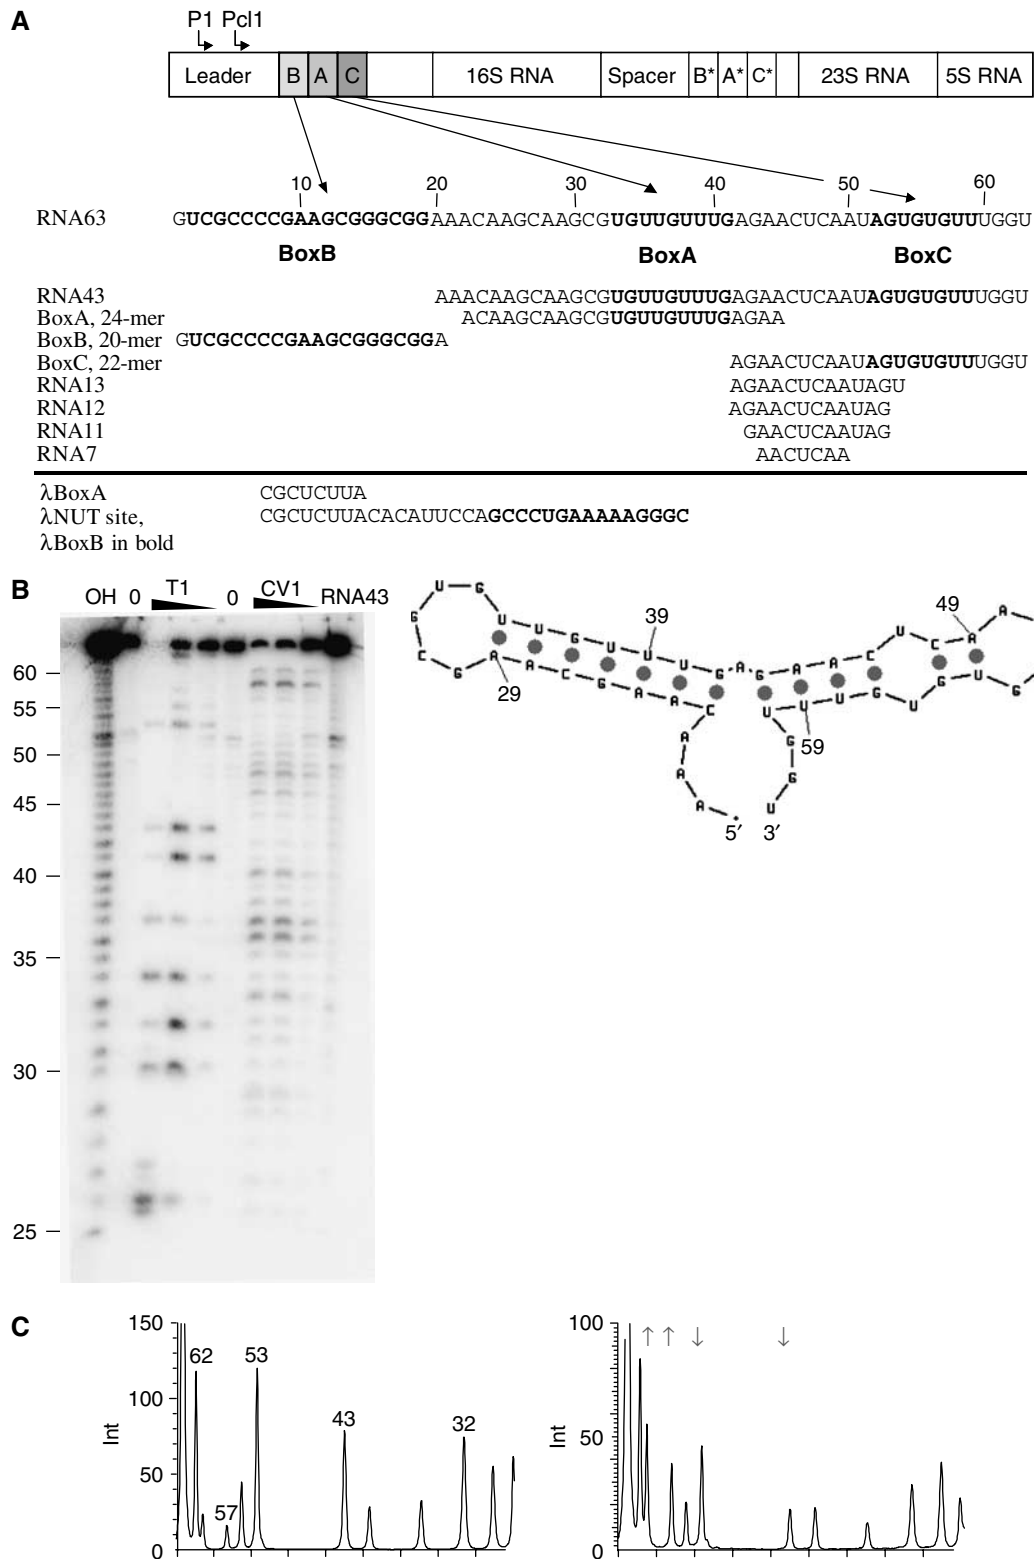 A
P1 Pcl1
Leader B A C 16S RNA Spacer B* A* C* 23S RNA 5S RNA
10 20 30 40 50 60
RNA63 GUCGCCCCGAAGCGGGCGGAAACAAGCAAGCGUGUUGUUUGAGAACUCAAUAGUGUGUUUGGU
BoxB BoxA BoxC
RNA43 AAACAAGCAAGCGUGUUGUUUGAGAACUCAAUAGUGUGUUUGGU
BoxA, 24-mer ACAAGCAAGCGUGUUGUUUGAGAA
BoxB, 20-mer GUCGCCCCGAAGCGGGCGGA
BoxC, 22-mer AGAACUCAAUAGUGUGUUUGGU
RNA13 AGAACUCAAUAGU
RNA12 AGAACUCAAUAG
RNA11 GAACUCAAUAG
RNA7 AACUCAA
λBoxA CGCUCUUA
λNUT site, CGCUCUUACACAUUCCAGCCCUGAAAAAGGGC
λBoxB in bold
B
OH 0 T1 0 CV1 RNA43
60
55
50
45
40
35
30
25
U G U U G U U U G A G A A C U C A A
G C G A A C G A A C A A A
G U G U G U U U G G U
29 39 49 59
5′ 3′
C
150
100
50
0
Int
62 57 53 43 32
100
50
0
Int
↑ ↑ ↓ ↓